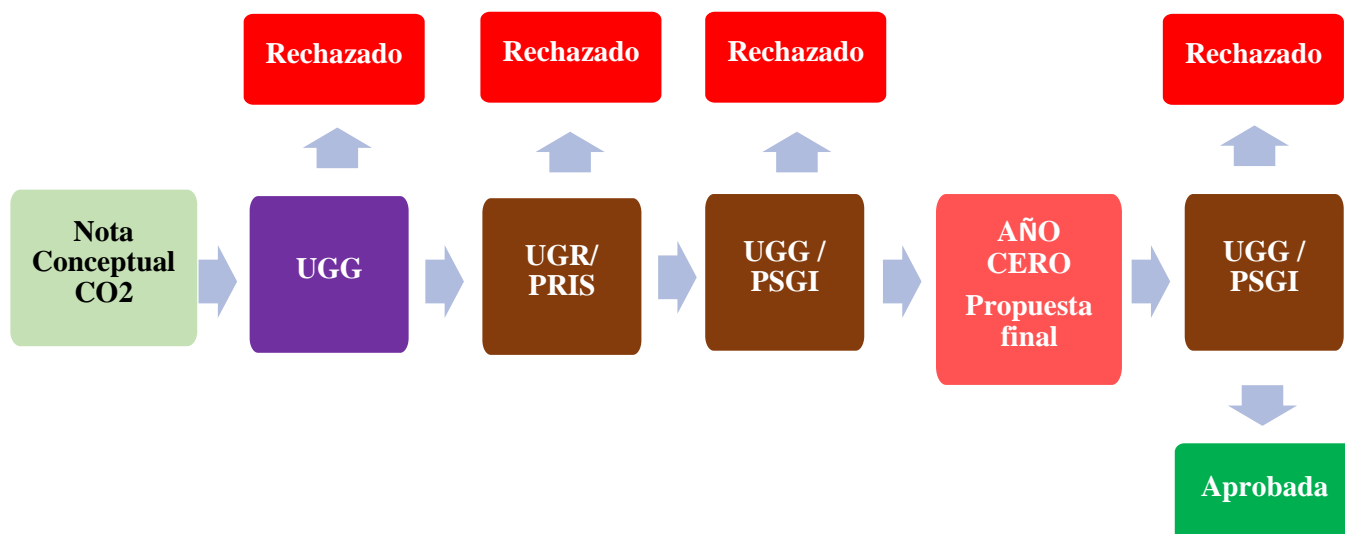 Rechazado
Rechazado
Rechazado
Rechazado
Nota
Conceptual
CO2
UGG
UGR/
PRIS
UGG /
PSGI
AÑO
CERO
Propuesta
final
UGG /
PSGI
Aprobada